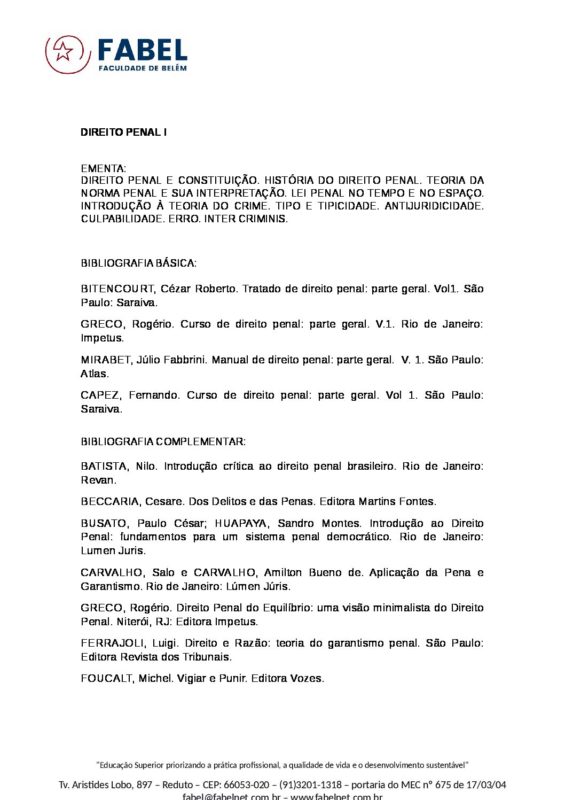 FABEL
FACULDADE DE BELÉM
DIREITO PENAL I
EMENTA:
DIREITO PENAL E CONSTITUIÇÃO. HISTÓRIA DO DIREITO PENAL. TEORIA DA
NORMA PENAL E SUA INTERPRETAÇÃO. LEI PENAL NO TEMPO E NO ESPAÇO.
INTRODUÇÃO À TEORIA DO CRIME. TIPO E TIPICIDADE. ANTIJURIDICIDADE.
CULPABILIDADE. ERRO. INTER CRIMINIS.
BIBLIOGRAFIA BÁSICA:
BITENCOURT, Cézar Roberto. Tratado de direito penal: parte geral. Vol1. São
Paulo: Saraiva.
GRECO, Rogério. Curso de direito penal: parte geral. V.1. Rio de Janeiro:
Impetus.
MIRABET, Júlio Fabbrini. Manual de direito penal: parte geral. V. 1. São Paulo:
Atlas.
CAPEZ, Fernando. Curso de direito penal: parte geral. Vol 1. São Paulo:
Saraiva.
BIBLIOGRAFIA COMPLEMENTAR:
BATISTA, Nilo. Introdução crítica ao direito penal brasileiro. Rio de Janeiro:
Revan.
BECCARIA, Cesare. Dos Delitos e das Penas. Editora Martins Fontes.
BUSATO, Paulo César; HUAPAYA, Sandro Montes. Introdução ao Direito
Penal: fundamentos para um sistema penal democrático. Rio de Janeiro:
Lumen Juris.
CARVALHO, Salo e CARVALHO, Amilton Bueno de. Aplicação da Pena e
Garantismo. Rio de Janeiro: Lúmen Júris.
GRECO, Rogério. Direito Penal do Equilíbrio: uma visão minimalista do Direito
Penal. Niterói, RJ: Editora Impetus.
FERRAJOLI, Luigi. Direito e Razão: teoria do garantismo penal. São Paulo:
Editora Revista dos Tribunais.
FOUCALT, Michel. Vigiar e Punir. Editora Vozes.
"Educação Superior priorizando a prática profissional, a qualidade de vida e o desenvolvimento sustentável"
Tv. Aristides Lobo, 897 – Reduto – CEP: 66053-020 – (91)3201-1318 – portaria do MEC nº 675 de 17/03/04
fabel@fabelnet.com.br – www.fabelnet.com.br